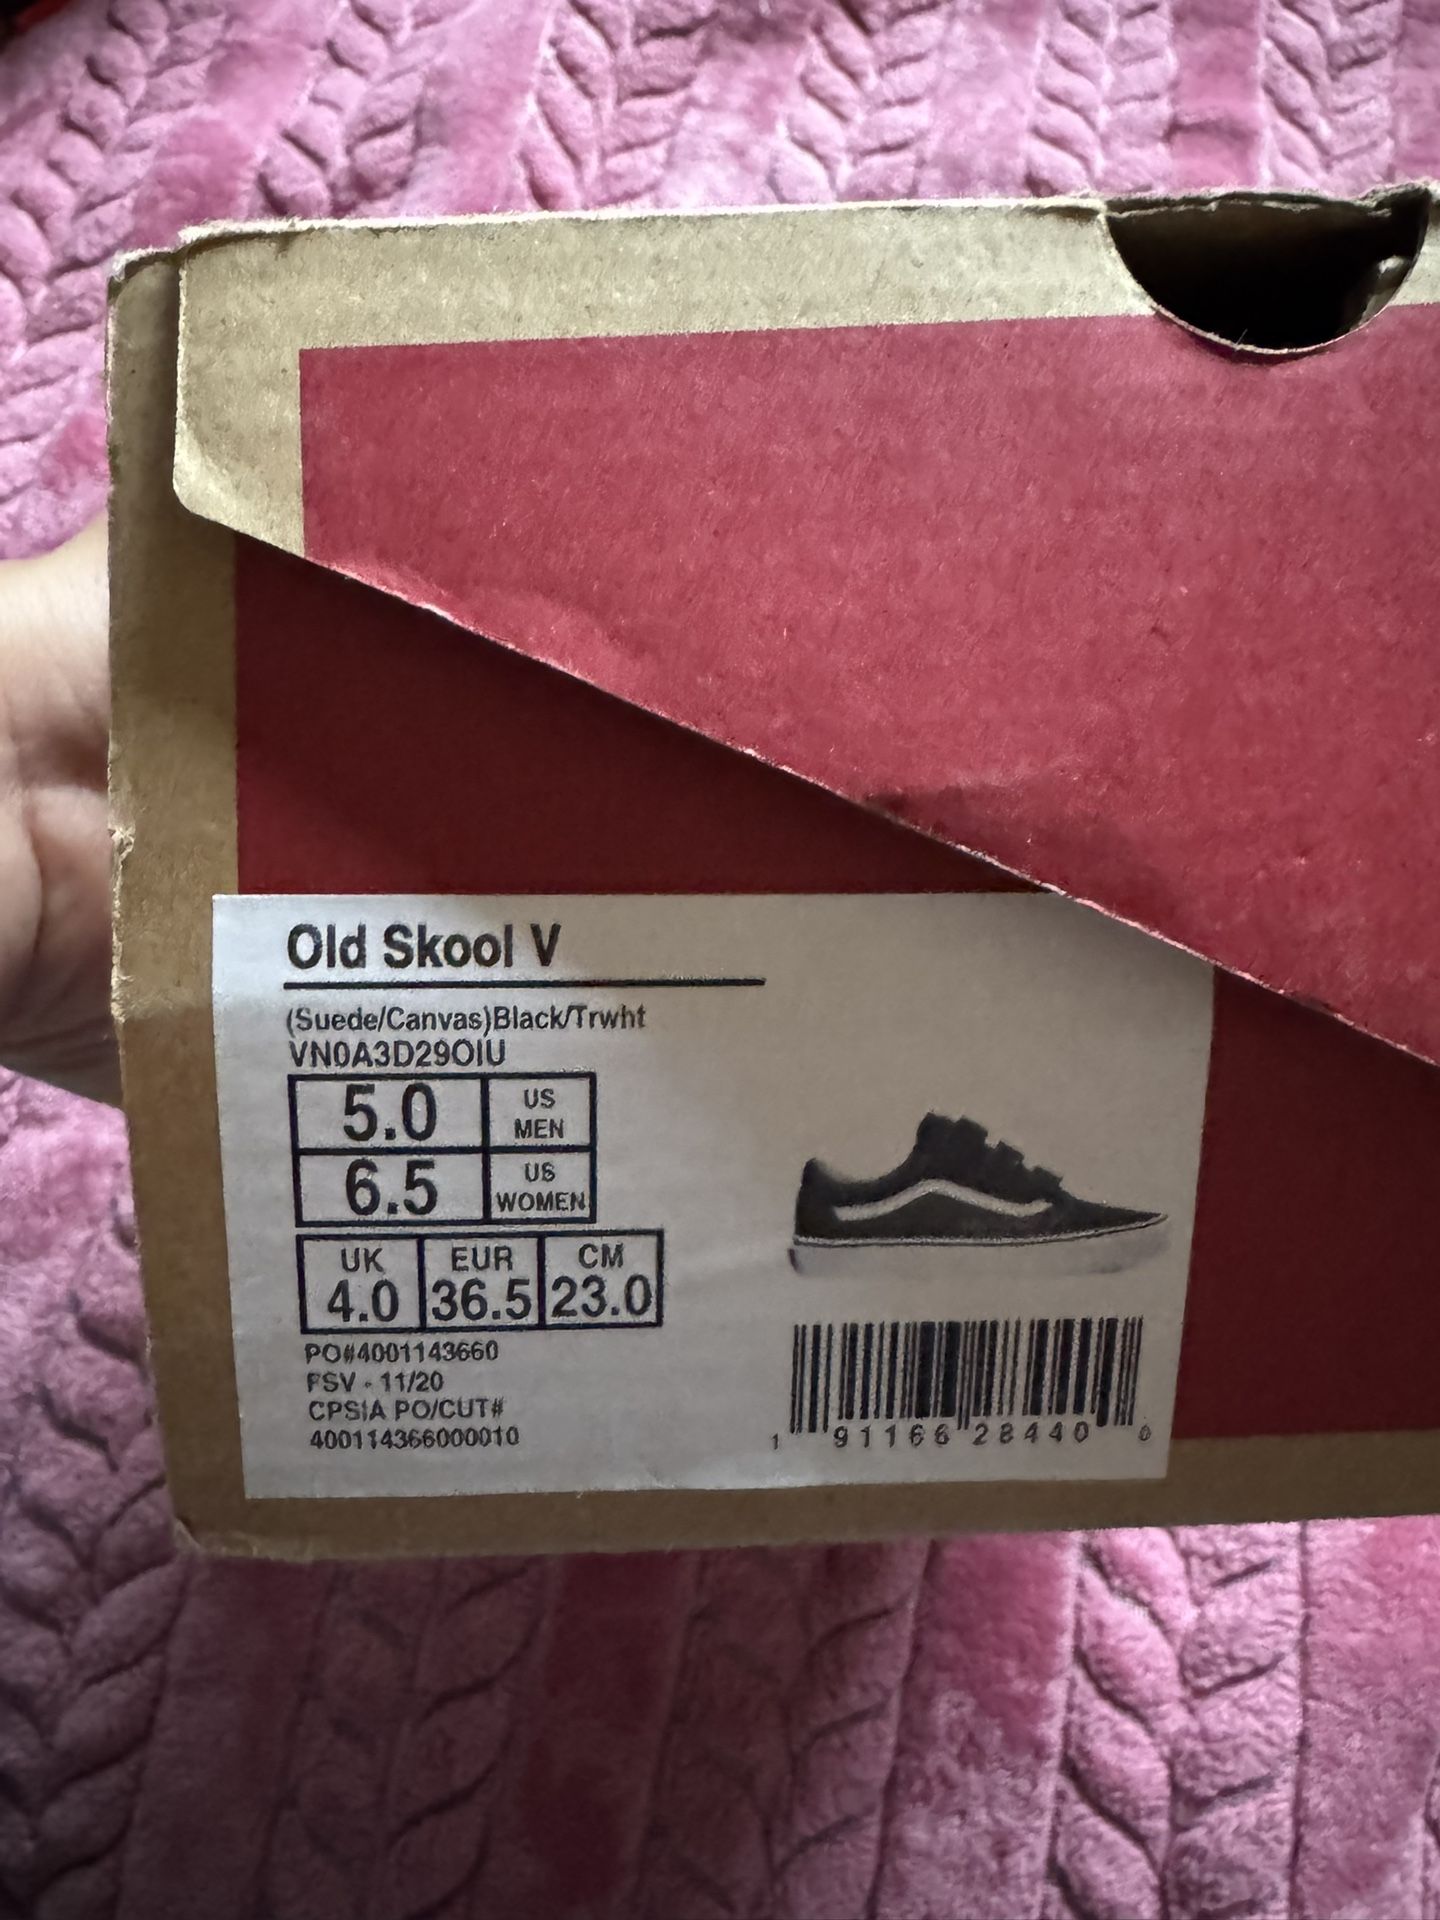 Old Skool V
(Suede/Canvas)Black/Trwht
VN0A3D29OIU
5.0 US MEN
6.5 US WOMEN
UK EUR CM
4.0 36.5 23.0
PO#4001143660
FSV - 11/20
CPSIA PO/CUT#
400114366000010
1 91166 28440 0